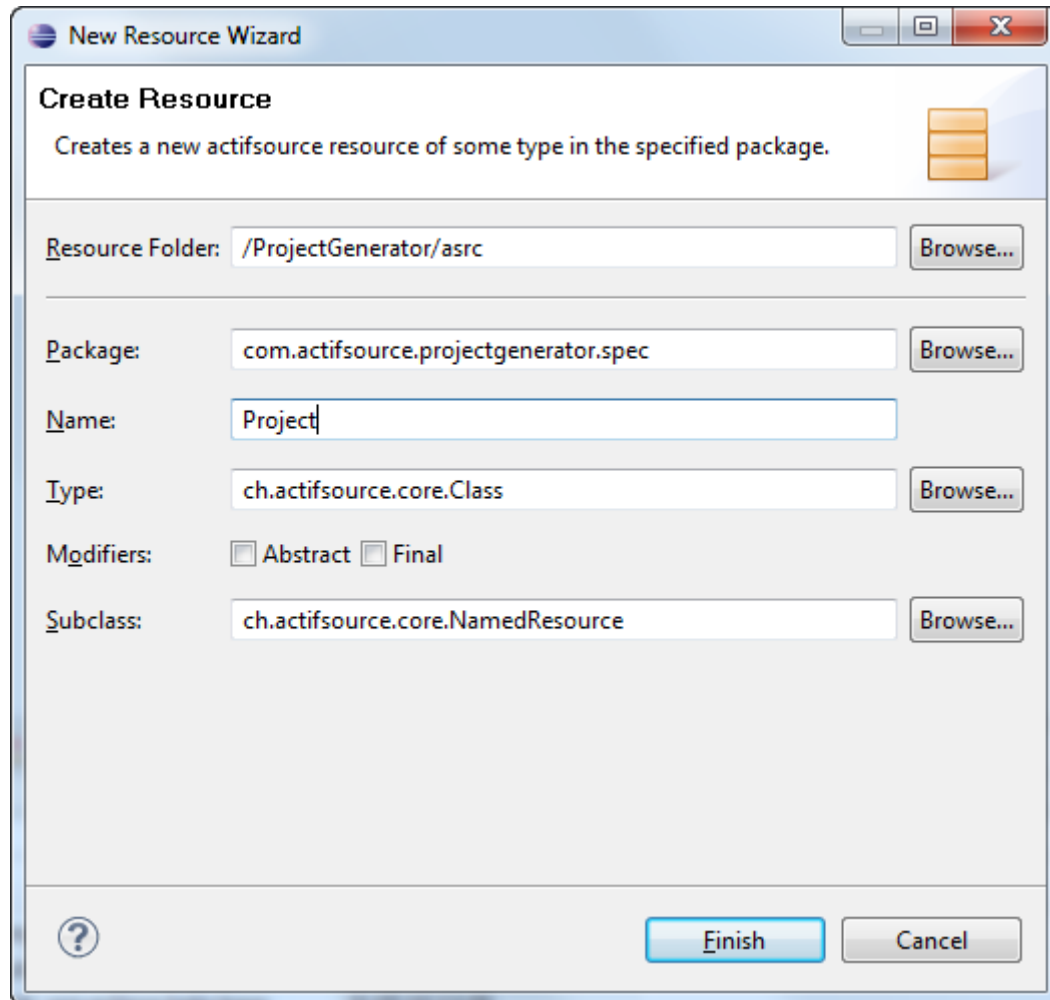 New Resource Wizard
Create Resource
Creates a new actifsource resource of some type in the specified package.
Resource Folder: /ProjectGenerator/asrc Browse...
Package: com.actifsource.projectgenerator.spec Browse...
Name: Project
Type: ch.actifsource.core.Class Browse...
Modifiers: Abstract Final
Subclass: ch.actifsource.core.NamedResource Browse...
? Finish Cancel